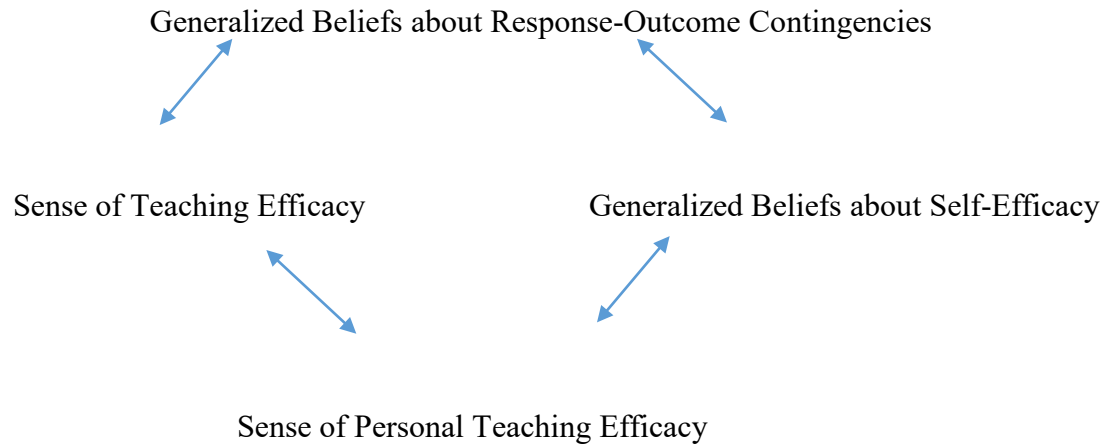 Generalized Beliefs about Response-Outcome Contingencies
Sense of Teaching Efficacy
Generalized Beliefs about Self-Efficacy
Sense of Personal Teaching Efficacy